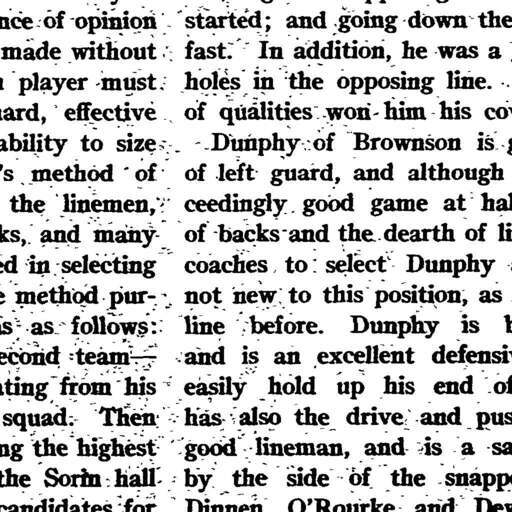 nce of opinion
made without
player must
ard, effective
ability to size
's method of
the linemen,
ks, and many
ed in selecting
e method pur-
as as follows:
econd team—
ating from his
squad. Then
ng the highest
the Sorin hall
candidates for
started; and going down the
fast. In addition, he was a
holes in the opposing line.
of qualities won him his cov
Dunphy of Brownson is g
of left guard, and although
ceedingly good game at hal
of backs and the dearth of li
coaches to select Dunphy
not new to this position, as
line before. Dunphy is
and is an excellent defensiv
easily hold up his end of
has also the drive and pus
good lineman, and is a sa
by the side of the snapp
Dinnen, O'Rourke and Dev